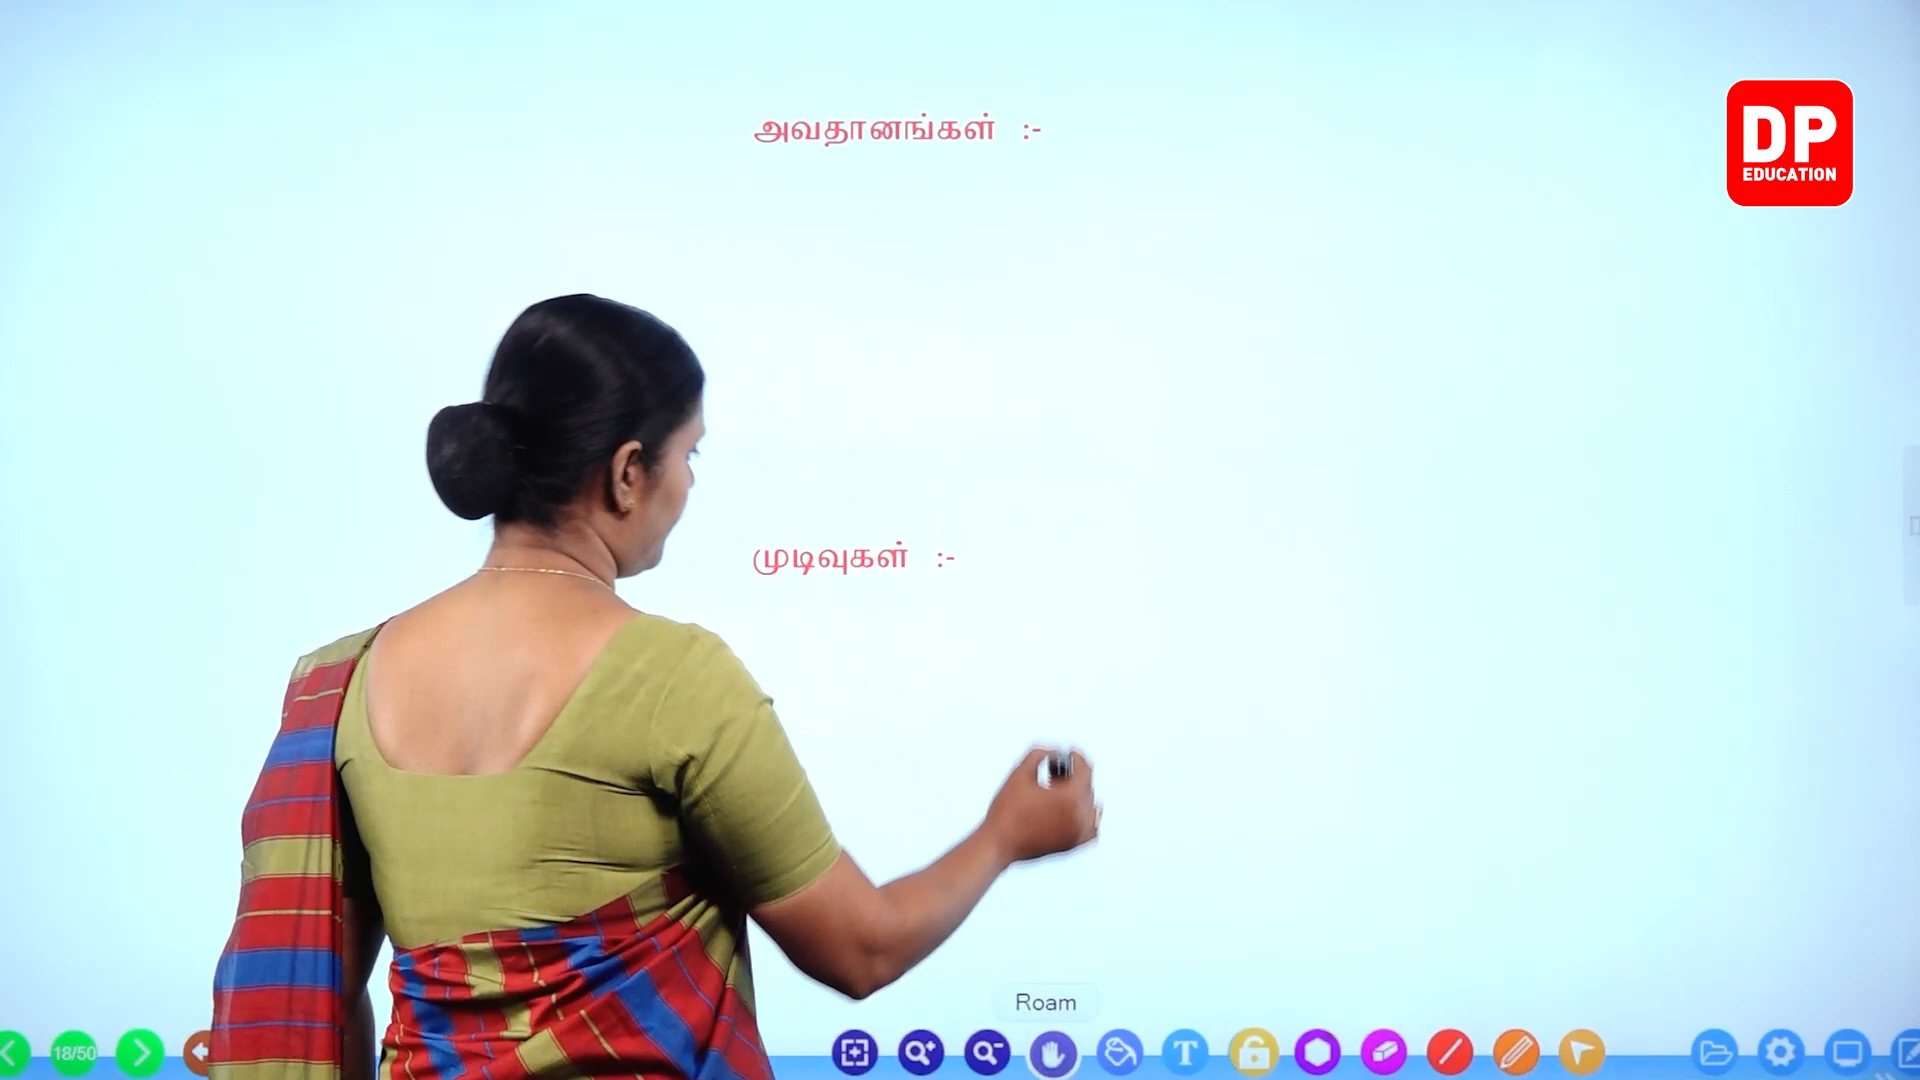 அவதானங்கள் :-
DP
EDUCATION
முடிவுகள் :-
Roam
18/50
T